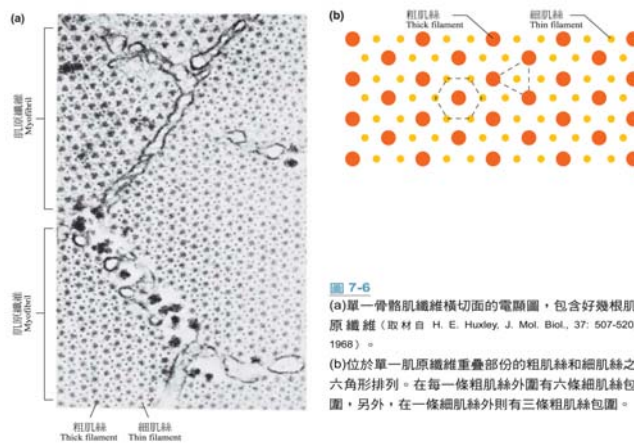 (a)
肌原纖維
Myofibril
肌原纖維
Myofibril
粗肌絲
Thick filament
細肌絲
Thin filament
(b)
粗肌絲
Thick filament
細肌絲
Thin filament
圖 7-6
(a)單一骨骼肌纖維橫切面的電顯圖，包含好幾根肌
原纖維（取材自 H. E. Huxley, J. Mol. Biol., 37: 507-520
1968）。
(b)位於單一肌原纖維重疊部份的粗肌絲和細肌絲之
六角形排列。在每一條粗肌絲外圍有六條細肌絲包
圍，另外，在一條細肌絲外則有三條粗肌絲包圍。